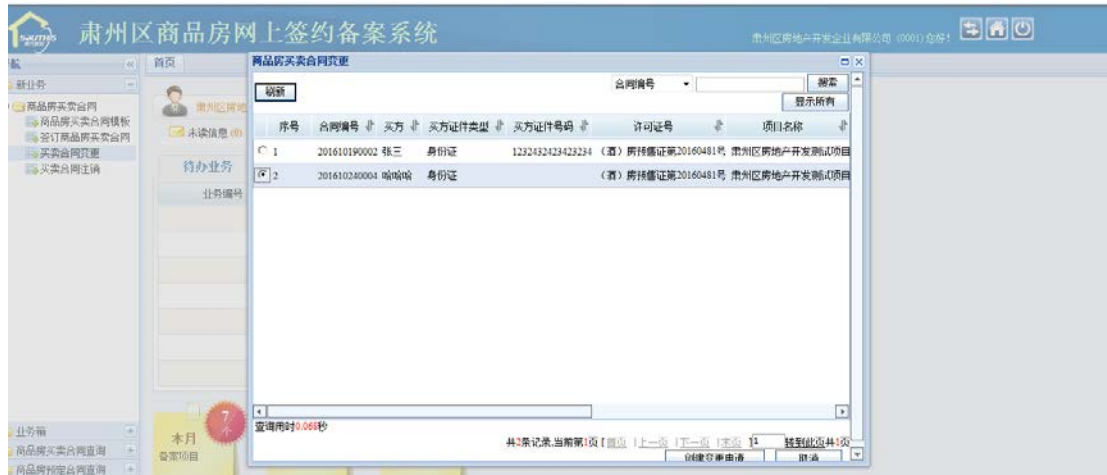 肃州区商品房网上签约备案系统
肃州区房地产开发企业有限公司 (0001) 您好！
航
首页
新业务
商品房买卖合同
商品房买卖合同模板
签订商品房买卖合同
买卖合同变更
买卖合同注销
业务箱
商品房买卖合同查询
商品房预定合同查询
肃州区房地
未读信息 (0)
待办业务
业务编号
本月
备案项目
7
个
商品房买卖合同变更
刷新
合同编号
搜索
显示所有
序号 合同编号 买方 买方证件类型 买方证件号码 许可证号 项目名称
1 201610190002 张三 身份证 1232432423423234 （酒）房预售证第20160481号 肃州区房地产开发测试项目
2 201610240004 哈哈哈 身份证 （酒）房预售证第20160481号 肃州区房地产开发测试项目
查询用时0.068秒
共2条记录,当前第1页 [首页 |上一页 |下一页 |末页 ]1 转到此页共1页
创建变更申请 取消